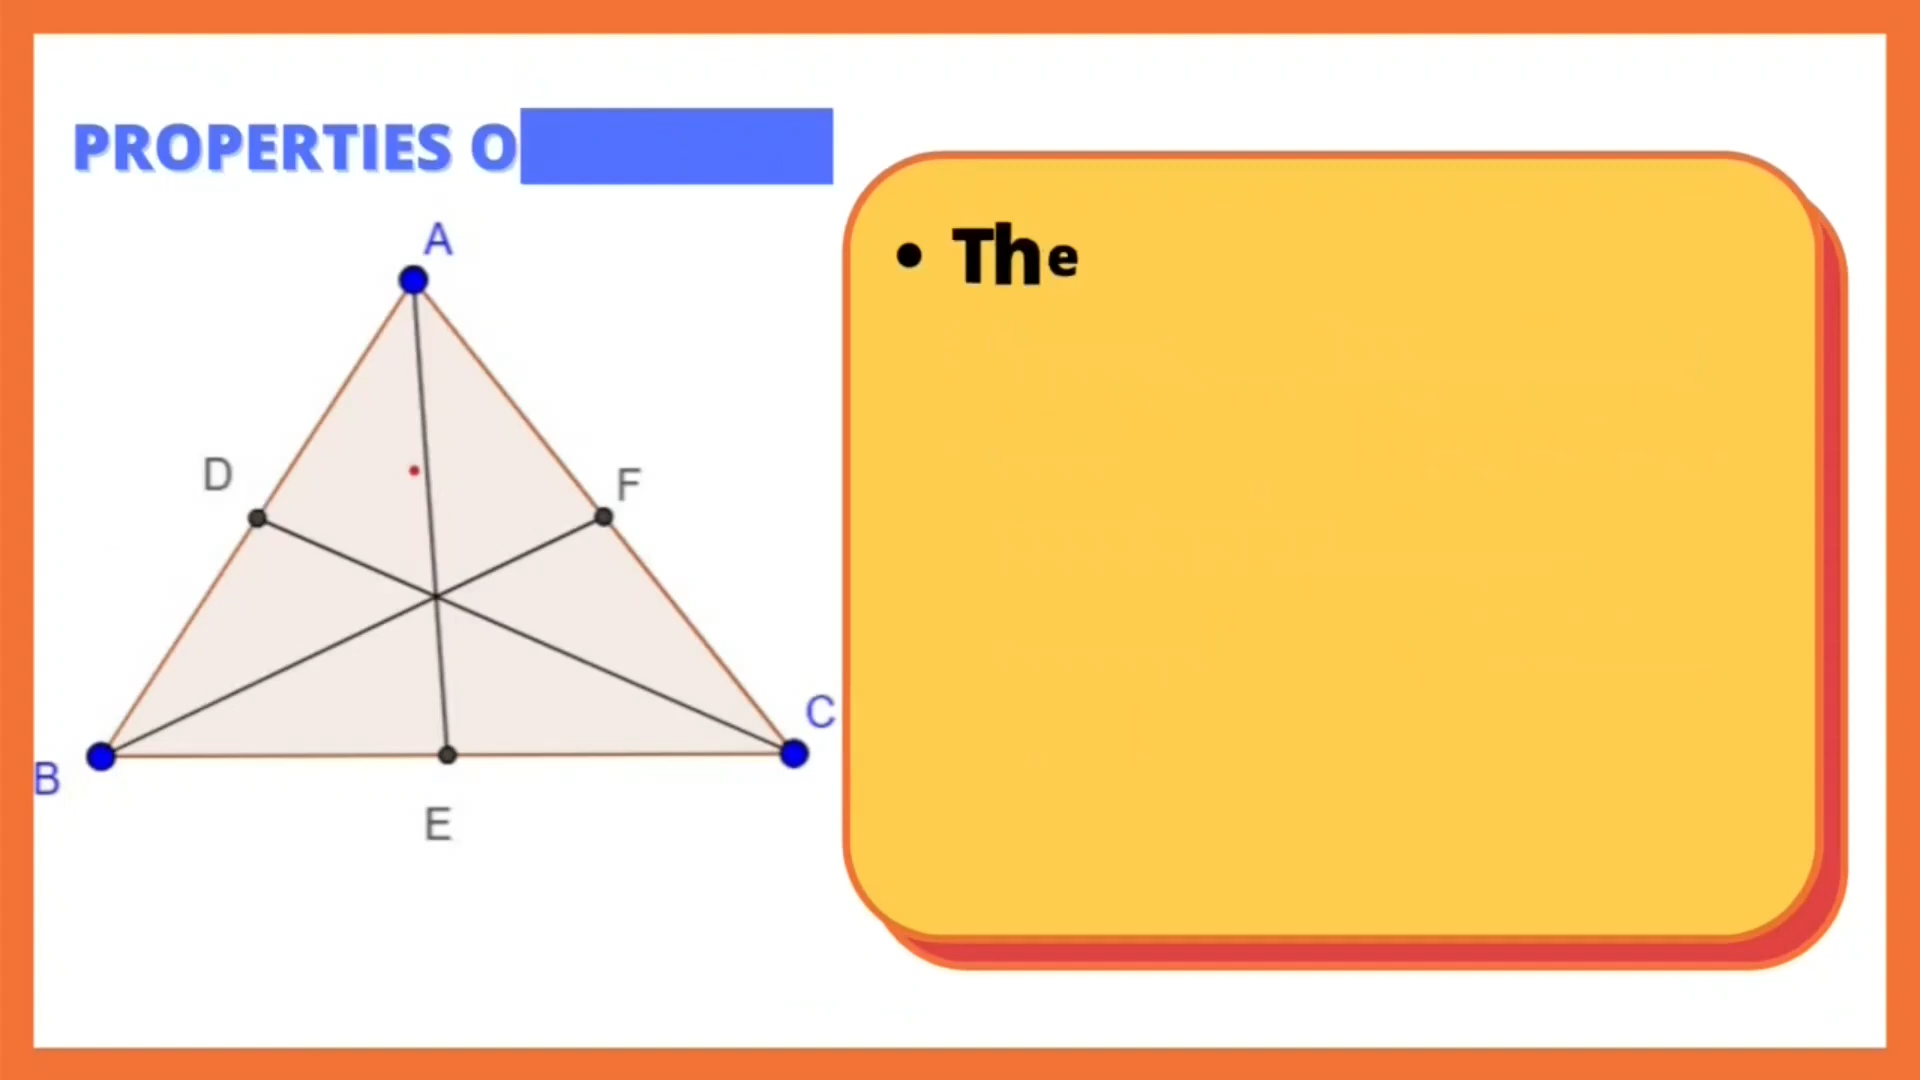 PROPERTIES O
A
• The
D
F
C
B
E